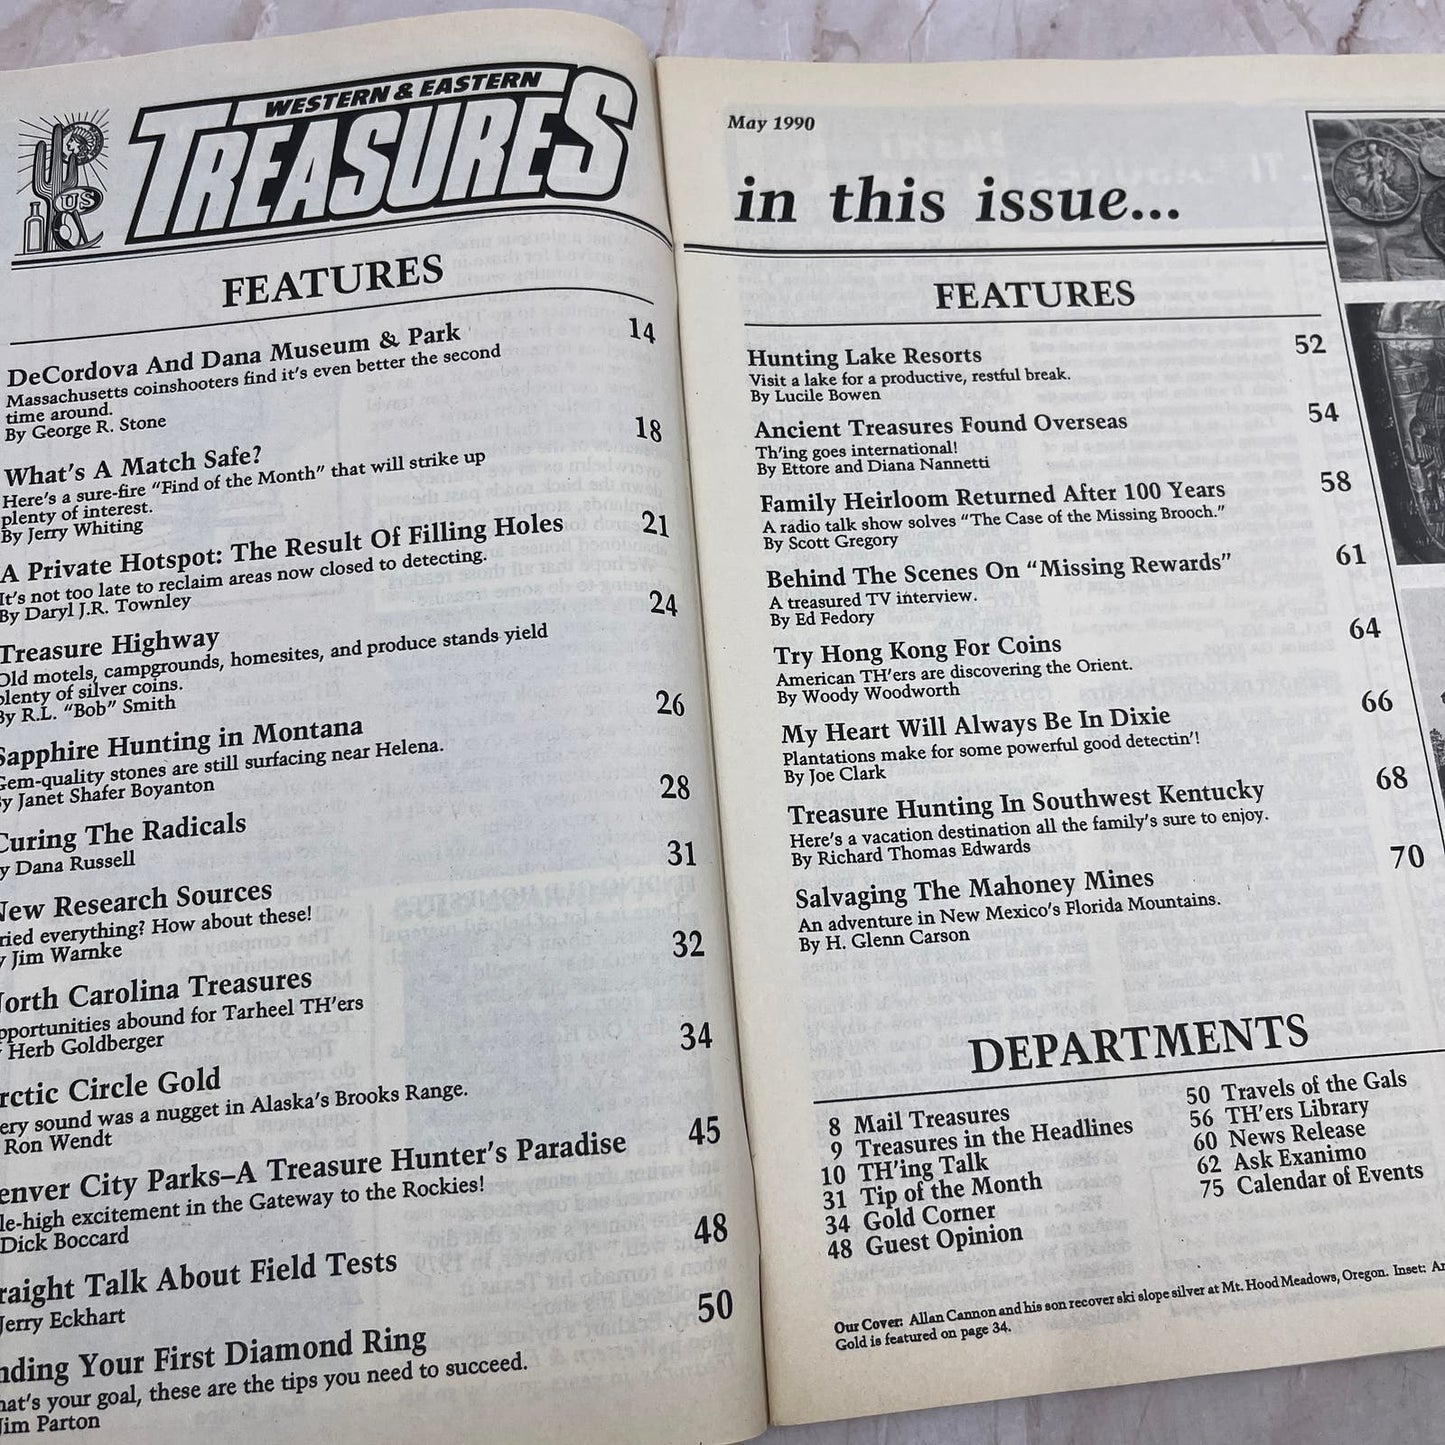 WESTERN & EASTERN
TREASURES
US
FEATURES
DeCordova And Dana Museum & Park 14
Massachusetts coinshooters find it's even better the second
time around.
By George R. Stone
What's A Match Safe? 18
Here's a sure-fire "Find of the Month" that will strike up
plenty of interest.
By Jerry Whiting
A Private Hotspot: The Result Of Filling Holes 21
It's not too late to reclaim areas now closed to detecting.
By Daryl J.R. Townley
Treasure Highway 24
Old motels, campgrounds, homesites, and produce stands yield
plenty of silver coins.
By R.L. "Bob" Smith
Sapphire Hunting in Montana 26
Gem-quality stones are still surfacing near Helena.
By Janet Shafer Boyanton
Curing The Radicals 28
y Dana Russell
New Research Sources 31
ried everything? How about these!
y Jim Warnke
North Carolina Treasures 32
pportunities abound for Tarheel TH'ers
Herb Goldberger
rctic Circle Gold 34
ery sound was a nugget in Alaska's Brooks Range.
Ron Wendt
enver City Parks–A Treasure Hunter's Paradise 45
le-high excitement in the Gateway to the Rockies!
Dick Boccard
raight Talk About Field Tests 48
Jerry Eckhart
nding Your First Diamond Ring 50
hat's your goal, these are the tips you need to succeed.
Jim Parton
May 1990
in this issue...
FEATURES
Hunting Lake Resorts 52
Visit a lake for a productive, restful break.
By Lucile Bowen
Ancient Treasures Found Overseas 54
Th'ing goes international!
By Ettore and Diana Nannetti
Family Heirloom Returned After 100 Years 58
A radio talk show solves "The Case of the Missing Brooch."
By Scott Gregory
Behind The Scenes On "Missing Rewards" 61
A treasured TV interview.
By Ed Fedory
Try Hong Kong For Coins 64
American TH'ers are discovering the Orient.
By Woody Woodworth
My Heart Will Always Be In Dixie 66
Plantations make for some powerful good detectin'!
By Joe Clark
Treasure Hunting In Southwest Kentucky 68
Here's a vacation destination all the family's sure to enjoy.
By Richard Thomas Edwards
Salvaging The Mahoney Mines 70
An adventure in New Mexico's Florida Mountains.
By H. Glenn Carson
DEPARTMENTS
8 Mail Treasures
9 Treasures in the Headlines
10 TH'ing Talk
31 Tip of the Month
34 Gold Corner
48 Guest Opinion
50 Travels of the Gals
56 TH'ers Library
60 News Release
62 Ask Exanimo
75 Calendar of Events
Our Cover: Allan Cannon and his son recover ski slope silver at Mt. Hood Meadows, Oregon. Inset: Ar
Gold is featured on page 34.